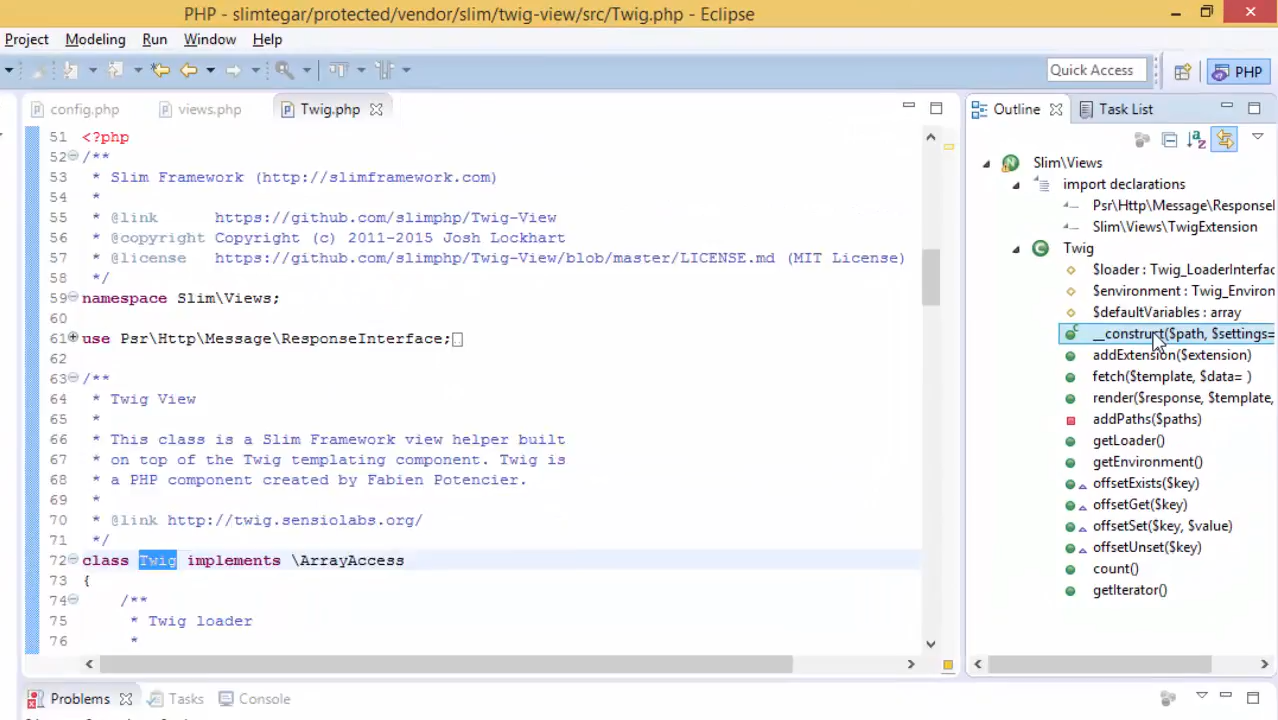 PHP - slimtegar/protected/vendor/slim/twig-view/src/Twig.php - Eclipse
Project Modeling Run Window Help
Quick Access PHP
config.php views.php Twig.php
51 <?php
52 /**
53 * Slim Framework (http://slimframework.com)
54 *
55 * @link https://github.com/slimphp/Twig-View
56 * @copyright Copyright (c) 2011-2015 Josh Lockhart
57 * @license https://github.com/slimphp/Twig-View/blob/master/LICENSE.md (MIT License)
58 */
59 namespace Slim\Views;
60
61 use Psr\Http\Message\ResponseInterface;
62
63 /**
64 * Twig View
65 *
66 * This class is a Slim Framework view helper built
67 * on top of the Twig templating component. Twig is
68 * a PHP component created by Fabien Potencier.
69 *
70 * @link http://twig.sensiolabs.org/
71 */
72 class Twig implements \ArrayAccess
73 {
74 /**
75 * Twig loader
76 *
Outline Task List
Slim\Views
import declarations
Psr\Http\Message\ResponseI
Slim\Views\TwigExtension
Twig
$loader : Twig_LoaderInterfac
$environment : Twig_Environ
$defaultVariables : array
__construct($path, $settings=
addExtension($extension)
fetch($template, $data= )
render($response, $template,
addPaths($paths)
getLoader()
getEnvironment()
offsetExists($key)
offsetGet($key)
offsetSet($key, $value)
offsetUnset($key)
count()
getIterator()
Problems Tasks Console